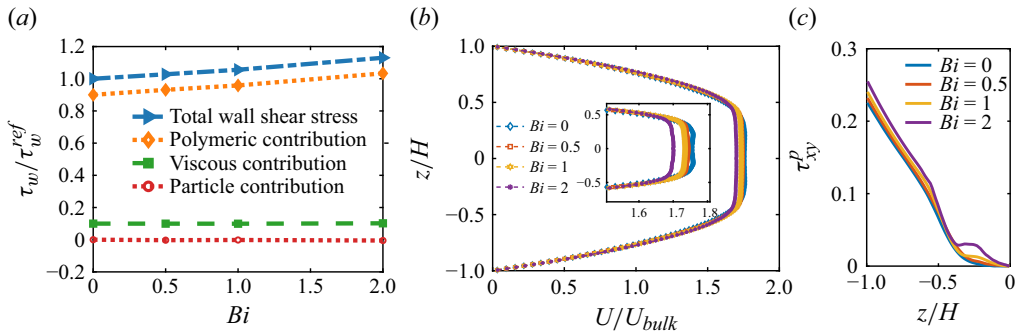 (a)
1.2
1.0
0.8
0.6
0.4
0.2
0
−0.2
τw/τw^ref
Total wall shear stress
Polymeric contribution
Viscous contribution
Particle contribution
0 0.5 1.0 1.5 2.0
Bi
(b)
1.0
0.5
0
−0.5
−1.0
z/H
Bi = 0
Bi = 0.5
Bi = 1
Bi = 2
0.5
0
−0.5
1.6 1.7 1.8
0 0.5 1.0 1.5 2.0
U/Ubulk
(c)
0.3
0.2
0.1
0
τ^p_xy
Bi = 0
Bi = 0.5
Bi = 1
Bi = 2
−1.0 −0.5 0
z/H